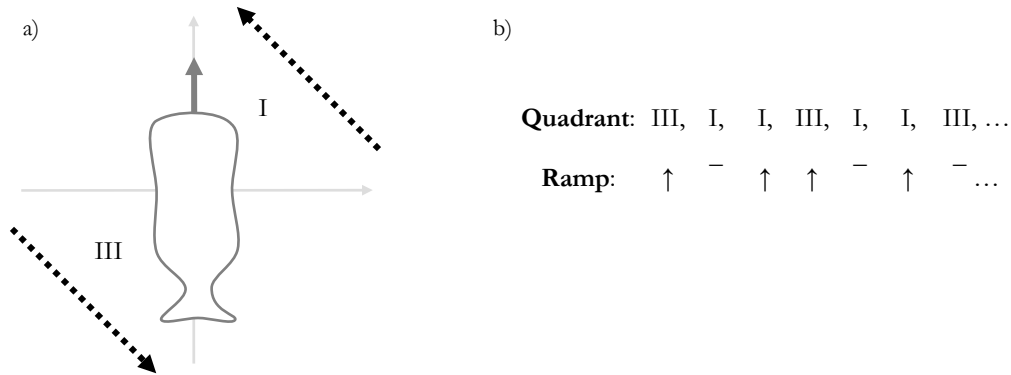 a)
I
III
b)
Quadrant: III, I, I, III, I, I, III, ...
Ramp: ↑ – ↑ ↑ – ↑ – ...